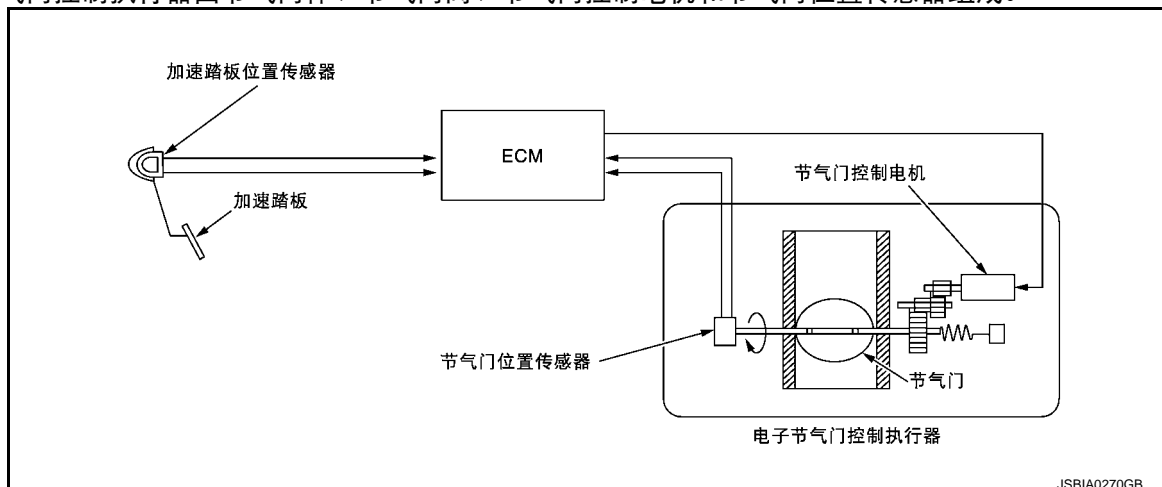 加速踏板位置传感器
ECM
节气门控制电机
加速踏板
节气门位置传感器
节气门
电子节气门控制执行器
JSBIA0270GB